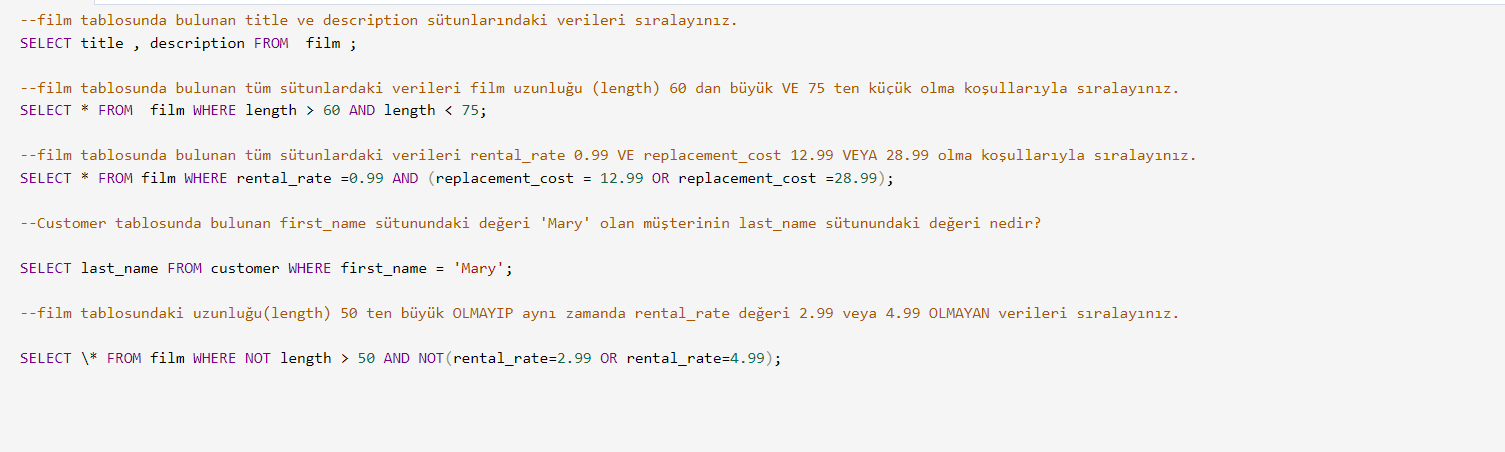 --film tablosunda bulunan title ve description sütunlarındaki verileri sıralayınız.
SELECT title , description FROM  film ;
--film tablosunda bulunan tüm sütunlardaki verileri film uzunluğu (length) 60 dan büyük VE 75 ten küçük olma koşullarıyla sıralayınız.
SELECT * FROM  film WHERE length > 60 AND length < 75;
--film tablosunda bulunan tüm sütunlardaki verileri rental_rate 0.99 VE replacement_cost 12.99 VEYA 28.99 olma koşullarıyla sıralayınız.
SELECT * FROM film WHERE rental_rate =0.99 AND (replacement_cost = 12.99 OR replacement_cost =28.99);
--Customer tablosunda bulunan first_name sütunundaki değeri 'Mary' olan müşterinin last_name sütunundaki değeri nedir?
SELECT last_name FROM customer WHERE first_name = 'Mary';
--film tablosundaki uzunluğu(length) 50 ten büyük OLMAYIP aynı zamanda rental_rate değeri 2.99 veya 4.99 OLMAYAN verileri sıralayınız.
SELECT \* FROM film WHERE NOT length > 50 AND NOT(rental_rate=2.99 OR rental_rate=4.99);